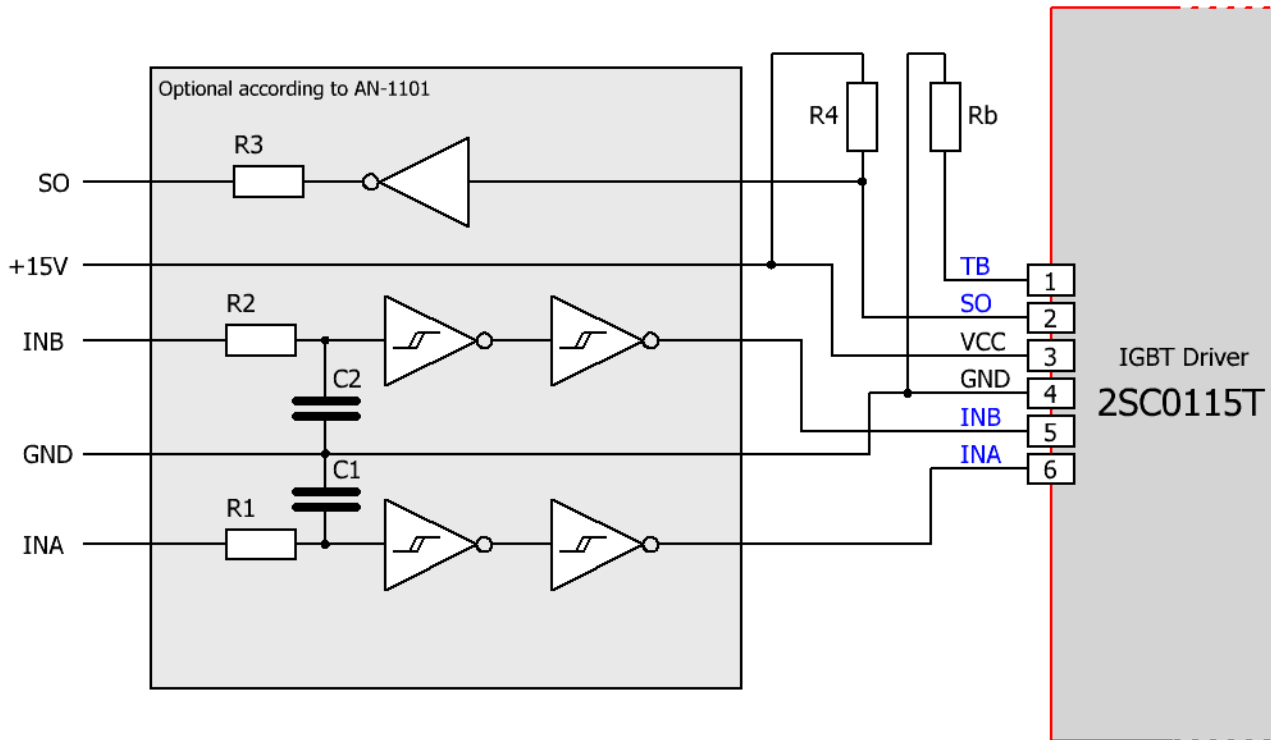 Optional according to AN-1101
R3
R4
Rb
SO
+15V
TB
1
R2
SO
2
INB
VCC
3
IGBT Driver
C2
GND
4
2SC0115T
INB
5
GND
C1
INA
6
R1
INA